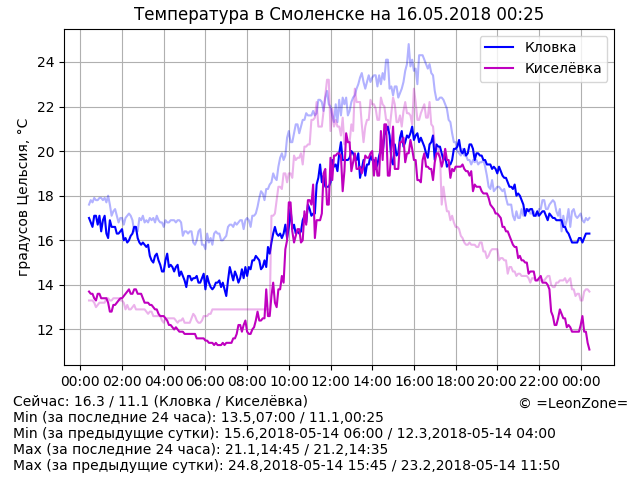 Температура в Смоленске на 16.05.2018 00:25
Кловка
Киселёвка
градусов Цельсия, °C
24
22
20
18
16
14
12
00:00 02:00 04:00 06:00 08:00 10:00 12:00 14:00 16:00 18:00 20:00 22:00 00:00
Сейчас: 16.3 / 11.1 (Кловка / Киселёвка)
© =LeonZone=
Min (за последние 24 часа): 13.5,07:00 / 11.1,00:25
Min (за предыдущие сутки): 15.6,2018-05-14 06:00 / 12.3,2018-05-14 04:00
Max (за последние 24 часа): 21.1,14:45 / 21.2,14:35
Max (за предыдущие сутки): 24.8,2018-05-14 15:45 / 23.2,2018-05-14 11:50